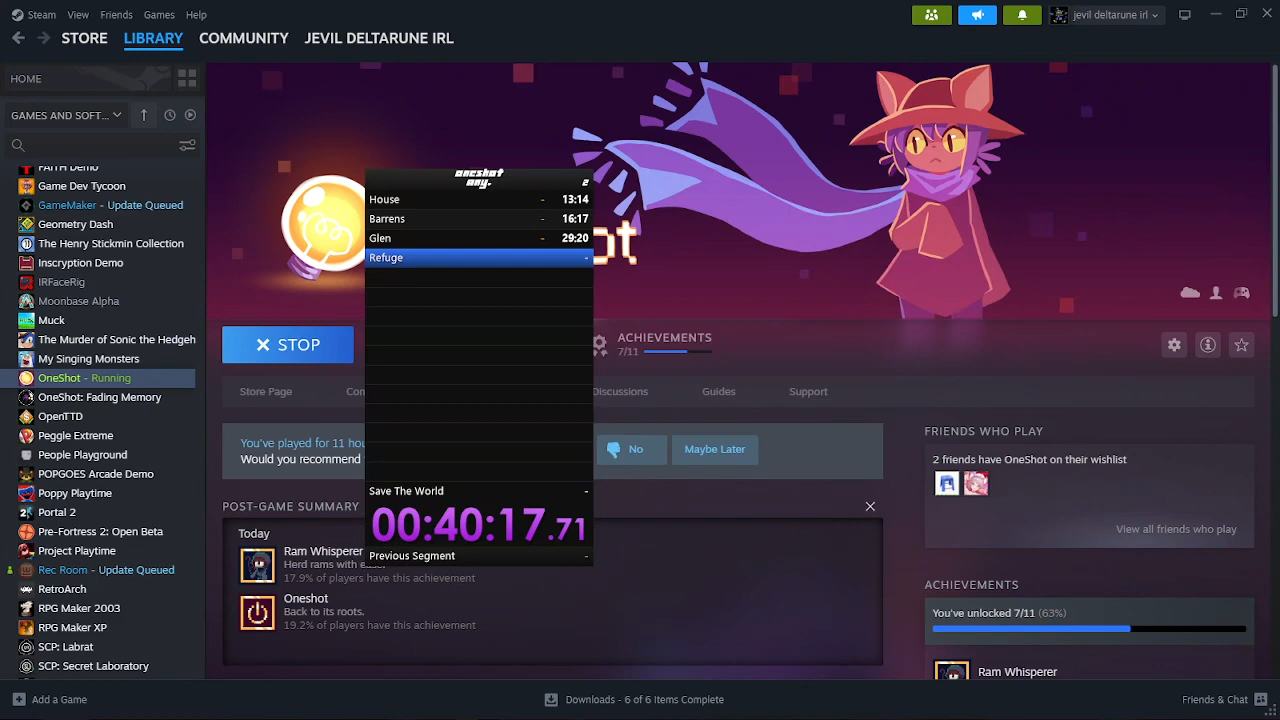 Steam View Friends Games Help
jevil deltarune irl
STORE LIBRARY COMMUNITY JEVIL DELTARUNE IRL
HOME
GAMES AND SOFT...
FAITH Demo
Game Dev Tycoon
GameMaker - Update Queued
Geometry Dash
The Henry Stickmin Collection
Inscryption Demo
IRFaceRig
Moonbase Alpha
Muck
The Murder of Sonic the Hedgeh
My Singing Monsters
OneShot - Running
OneShot: Fading Memory
OpenTTD
Peggle Extreme
People Playground
POPGOES Arcade Demo
Poppy Playtime
Portal 2
Pre-Fortress 2: Open Beta
Project Playtime
Rec Room - Update Queued
RetroArch
RPG Maker 2003
RPG Maker XP
SCP: Labrat
SCP: Secret Laboratory
Add a Game
oneshot
any.
2
House - 13:14
Barrens - 16:17
Glen - 29:20
Refuge -
Save The World -
00:40:17.71
Previous Segment -
ot
STOP
ACHIEVEMENTS
7/11
Store Page
Con
Discussions
Guides
Support
You've played for 11 hou
Would you recommend
No
Maybe Later
POST-GAME SUMMARY
Today
Ram Whisperer
Herd rams with eas
17.9% of players have this achievement
Oneshot
Back to its roots.
19.2% of players have this achievement
FRIENDS WHO PLAY
2 friends have OneShot on their wishlist
View all friends who play
ACHIEVEMENTS
You've unlocked 7/11 (63%)
Ram Whisperer
Downloads - 6 of 6 Items Complete
Friends & Chat